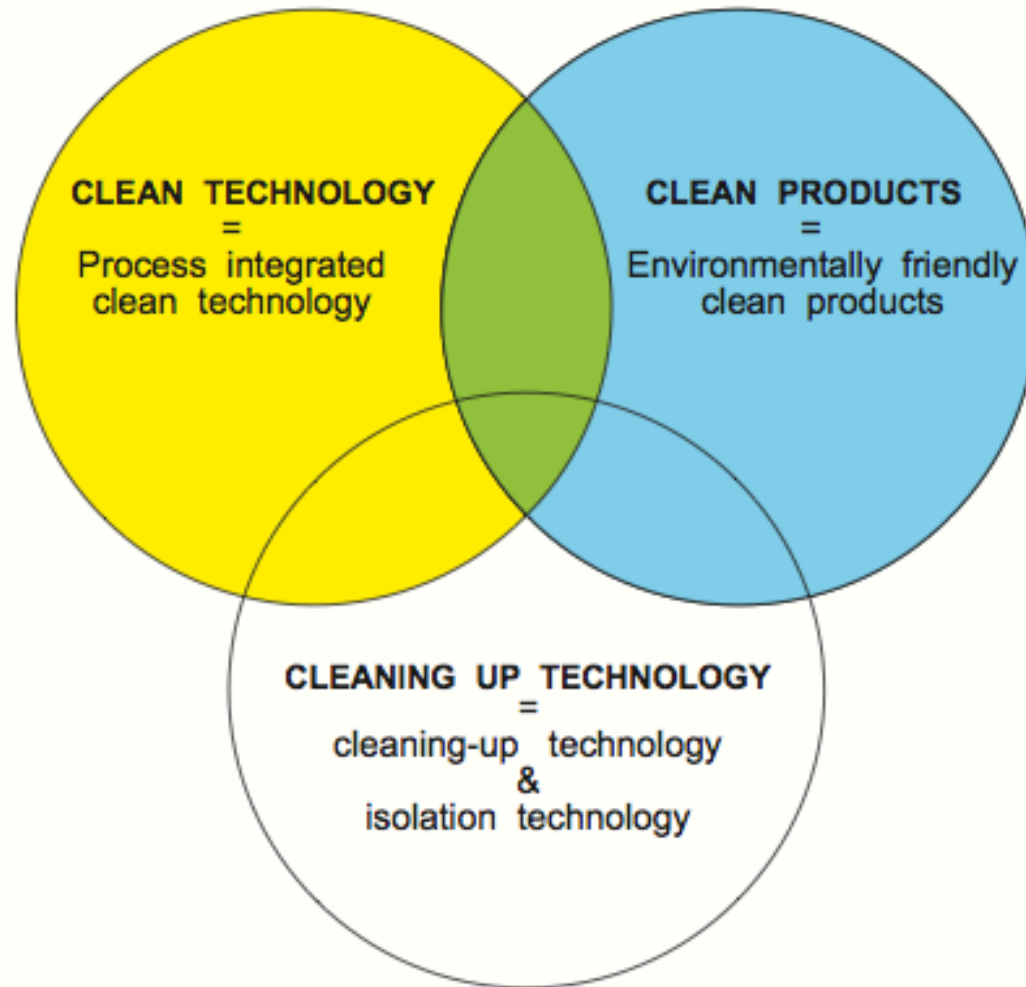 CLEAN TECHNOLOGY
=
Process integrated
clean technology
CLEAN PRODUCTS
=
Environmentally friendly
clean products
CLEANING UP TECHNOLOGY
=
cleaning-up technology
&
isolation technology